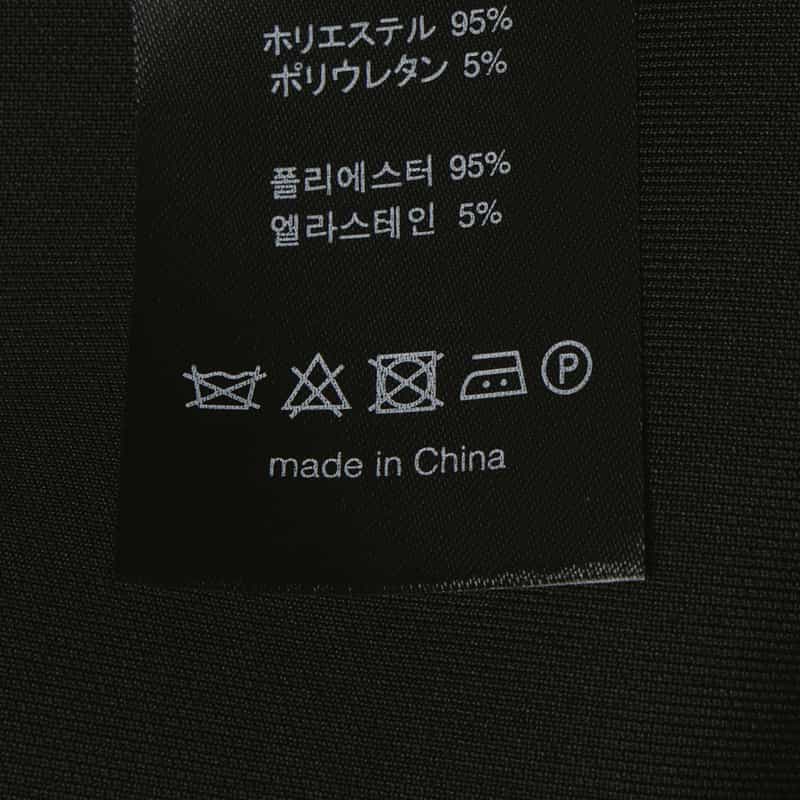 ホリエステル 95%
ポリウレタン 5%
폴리에스터 95%
엘라스테인 5%
P
made in China